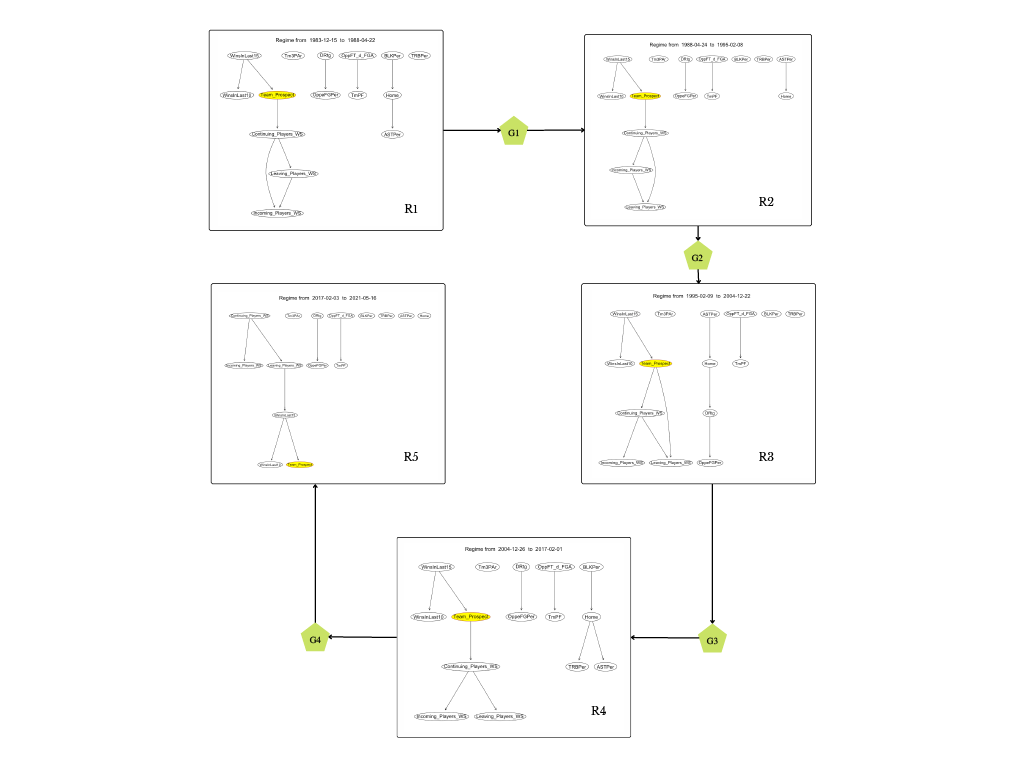 Regime from 1983-12-15 to 1988-04-22
WinsInLast15 Tm3PAr DRtg OppFT_d_FGA BLKPer TRBPer
WinsInLast10 Team_Prospect OppeFGPer TmPF Home
Continuing_Players_WS ASTPer
Leaving_Players_WS
Incoming_Players_WS
R1
G1
Regime from 1988-04-24 to 1995-02-08
WinsInLast15 Tm3PAr DRtg OppFT_d_FGA BLKPer TRBPer ASTPer
WinsInLast10 Team_Prospect OppeFGPer TmPF Home
Continuing_Players_WS
Incoming_Players_WS
Leaving_Players_WS
R2
G2
Regime from 1995-02-09 to 2004-12-22
WinsInLast15 Tm3PAr ASTPer OppFT_d_FGA BLKPer TRBPer
WinsInLast10 Team_Prospect Home TmPF
Continuing_Players_WS DRtg
Incoming_Players_WS Leaving_Players_WS OppeFGPer
R3
G3
Regime from 2004-12-26 to 2017-02-01
WinsInLast15 Tm3PAr DRtg OppFT_d_FGA BLKPer
WinsInLast10 Team_Prospect OppeFGPer TmPF Home
Continuing_Players_WS TRBPer ASTPer
Incoming_Players_WS Leaving_Players_WS
R4
G4
Regime from 2017-02-03 to 2021-05-16
Continuing_Players_WS Tm3PAr DRtg OppFT_d_FGA BLKPer TRBPer ASTPer Home
Incoming_Players_WS Leaving_Players_WS OppeFGPer TmPF
WinsInLast15
WinsInLast10 Team_Prospect
R5